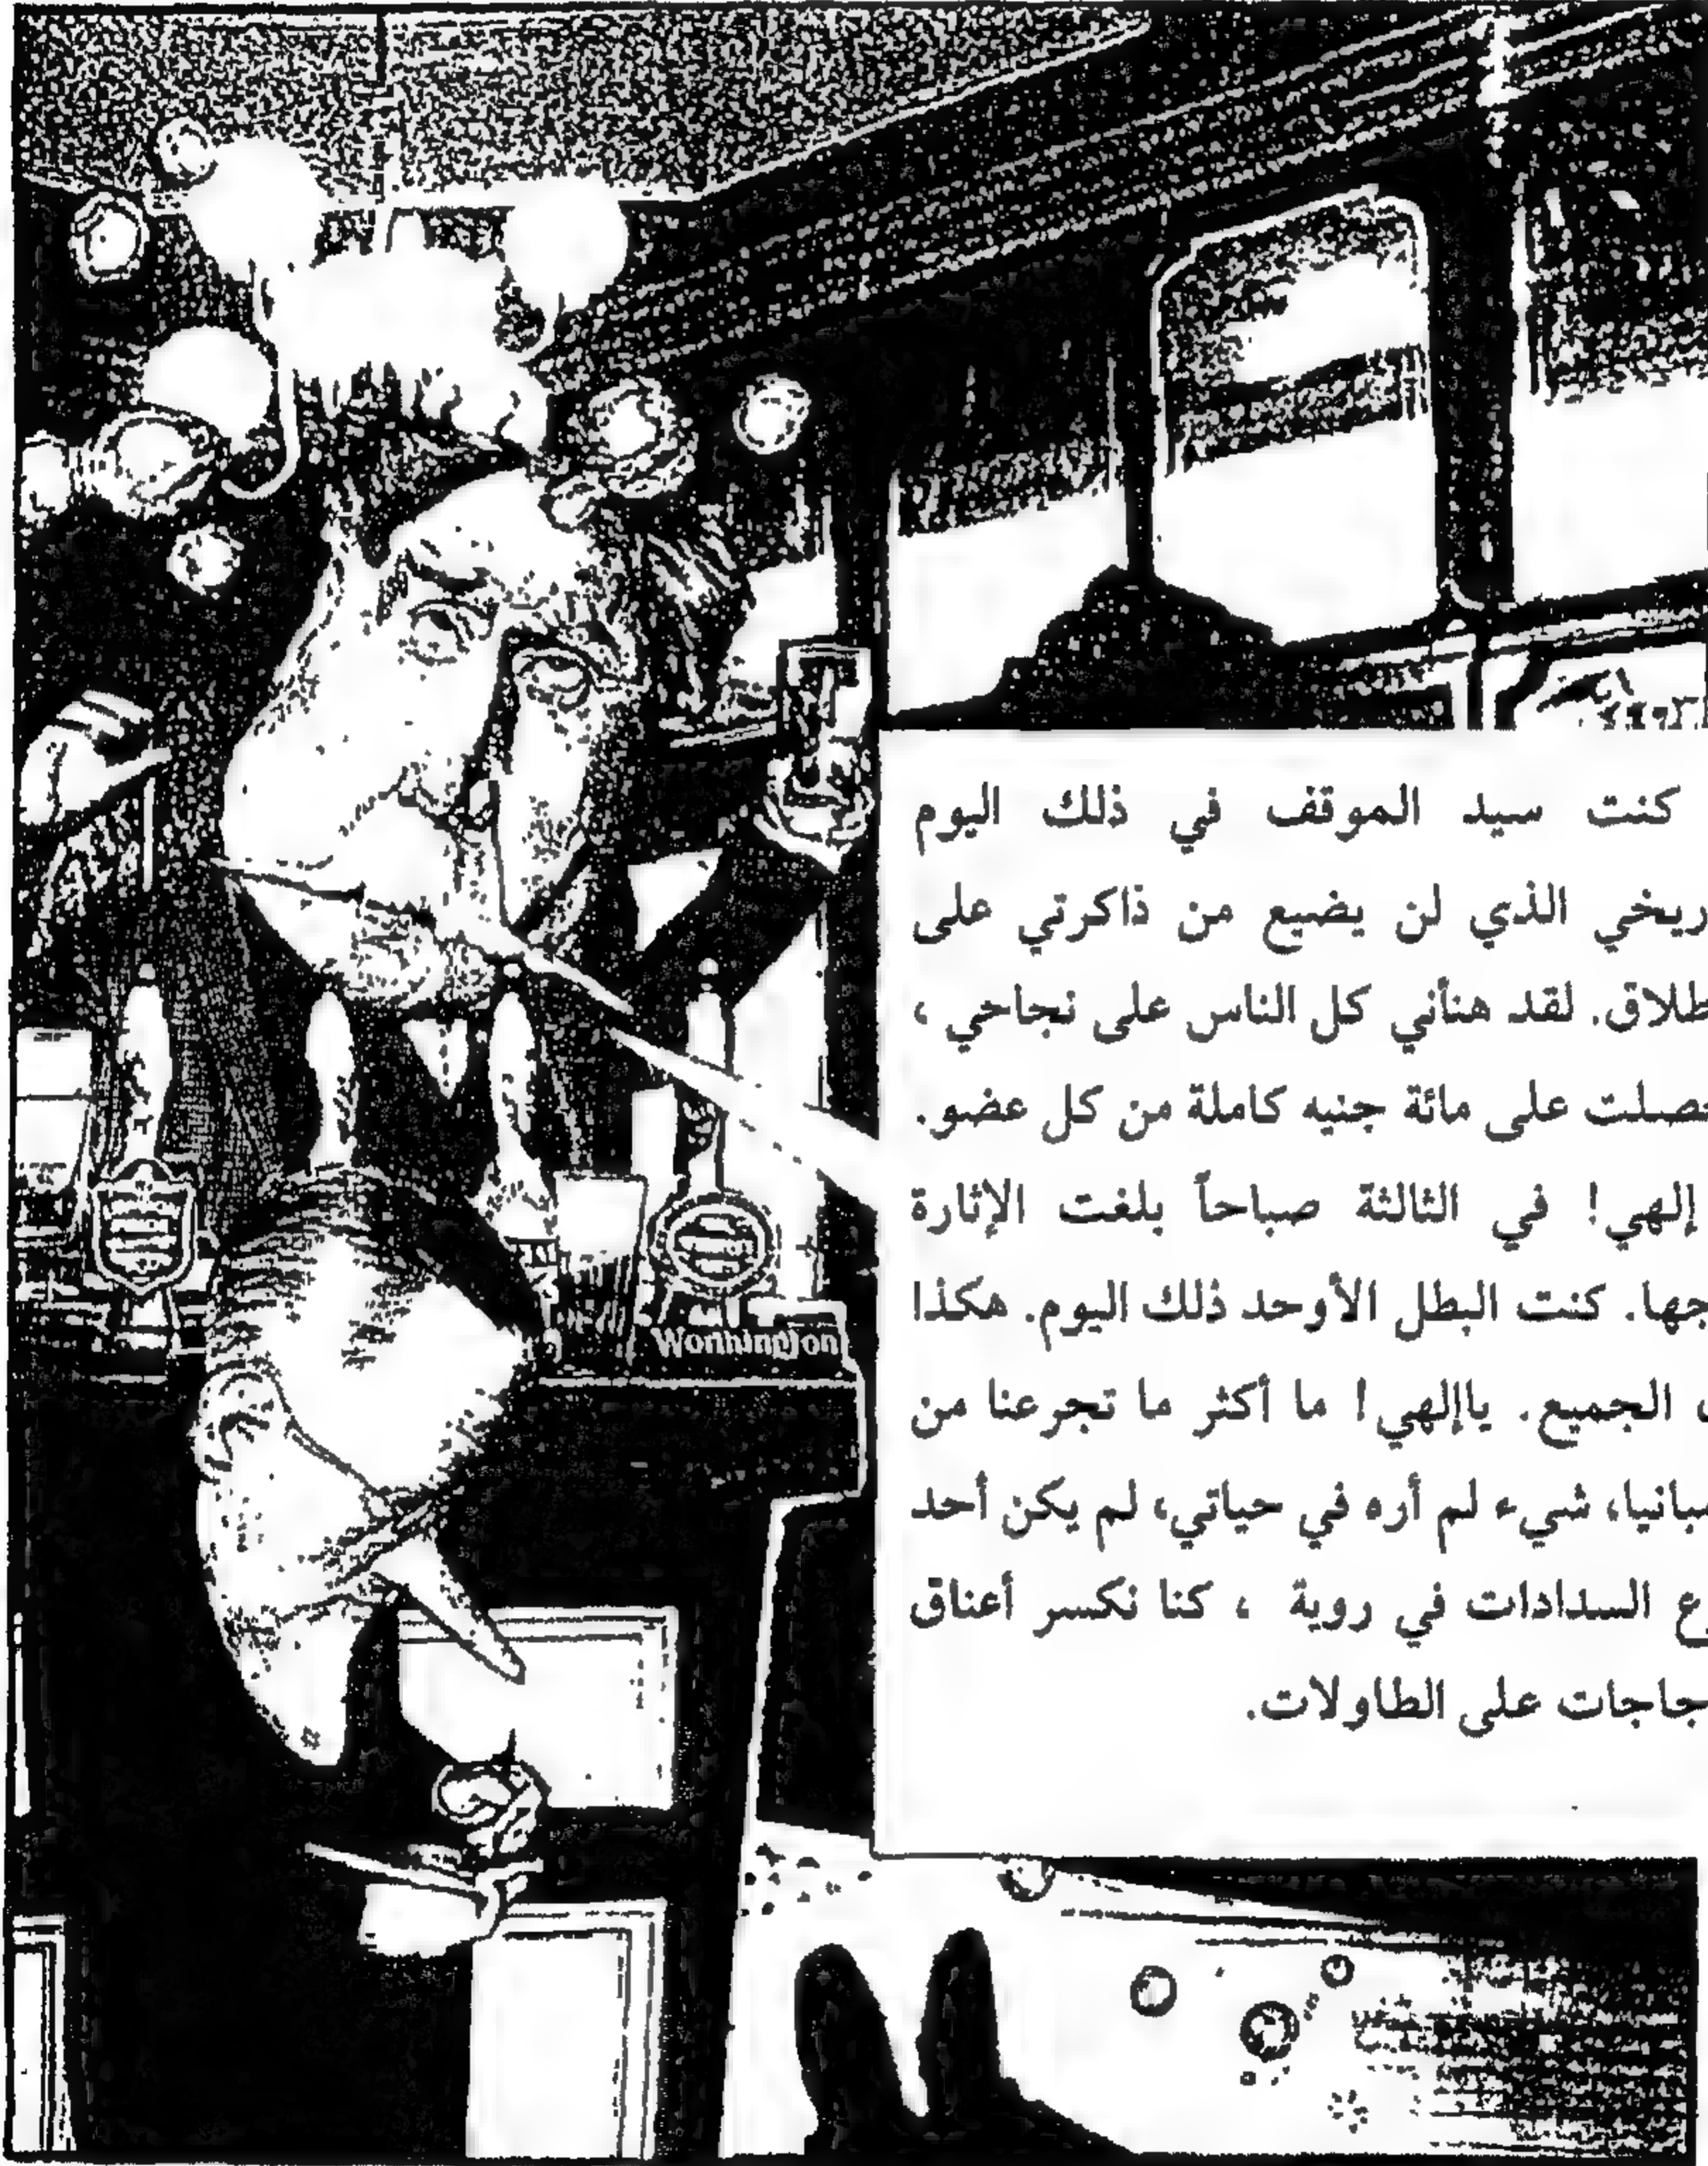 كنت سيد الموقف في ذلك اليوم
ريخي الذي لن يضيع من ذاكرتي على
طلاق. لقد هنأني كل الناس على نجاحي ،
حصلت على مائة جنيه كاملة من كل عضو.
إلهي! في الثالثة صباحاً بلغت الإثارة
جها. كنت البطل الأوحد ذلك اليوم. هكذا
الجميع. ياإلهي! ما أكثر ما تجرعنا من
سبانيا، شيء لم أره في حياتي، لم يكن أحد
ع السدادات في روية ، كنا نكسر أعناق
جاجات على الطاولات.
Worthington